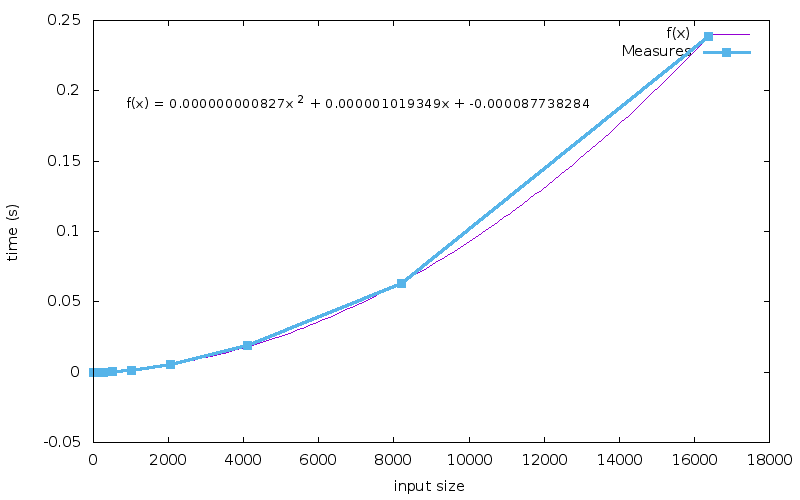 0.25
f(x)
Measures
0.2
f(x) = 0.000000000827x 2 + 0.000001019349x + -0.000087738284
0.15
time (s)
0.1
0.05
0
-0.05
0 2000 4000 6000 8000 10000 12000 14000 16000 18000
input size